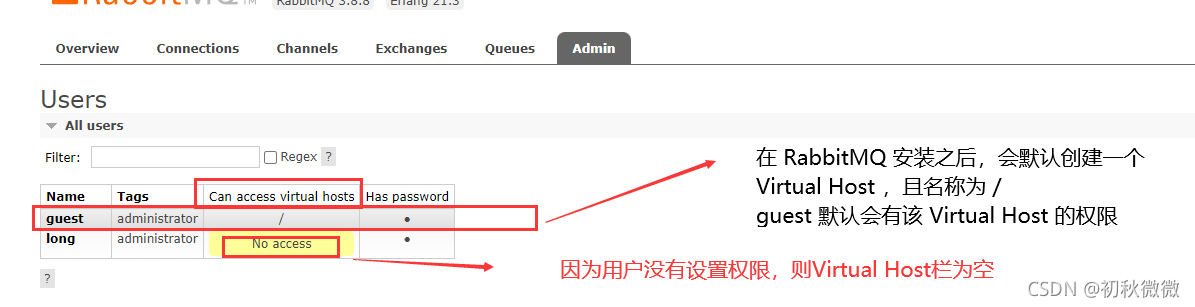 RabbitMQ TM RabbitMQ 3.8.8 Erlang 21.3
Overview Connections Channels Exchanges Queues Admin
Users
All users
Filter: Regex ?
Name Tags Can access virtual hosts Has password
guest administrator / ●
long administrator No access ●
?
在 RabbitMQ 安装之后，会默认创建一个
Virtual Host ，且名称为 /
guest 默认会有该 Virtual Host 的权限
因为用户没有设置权限，则Virtual Host栏为空
CSDN @初秋微微